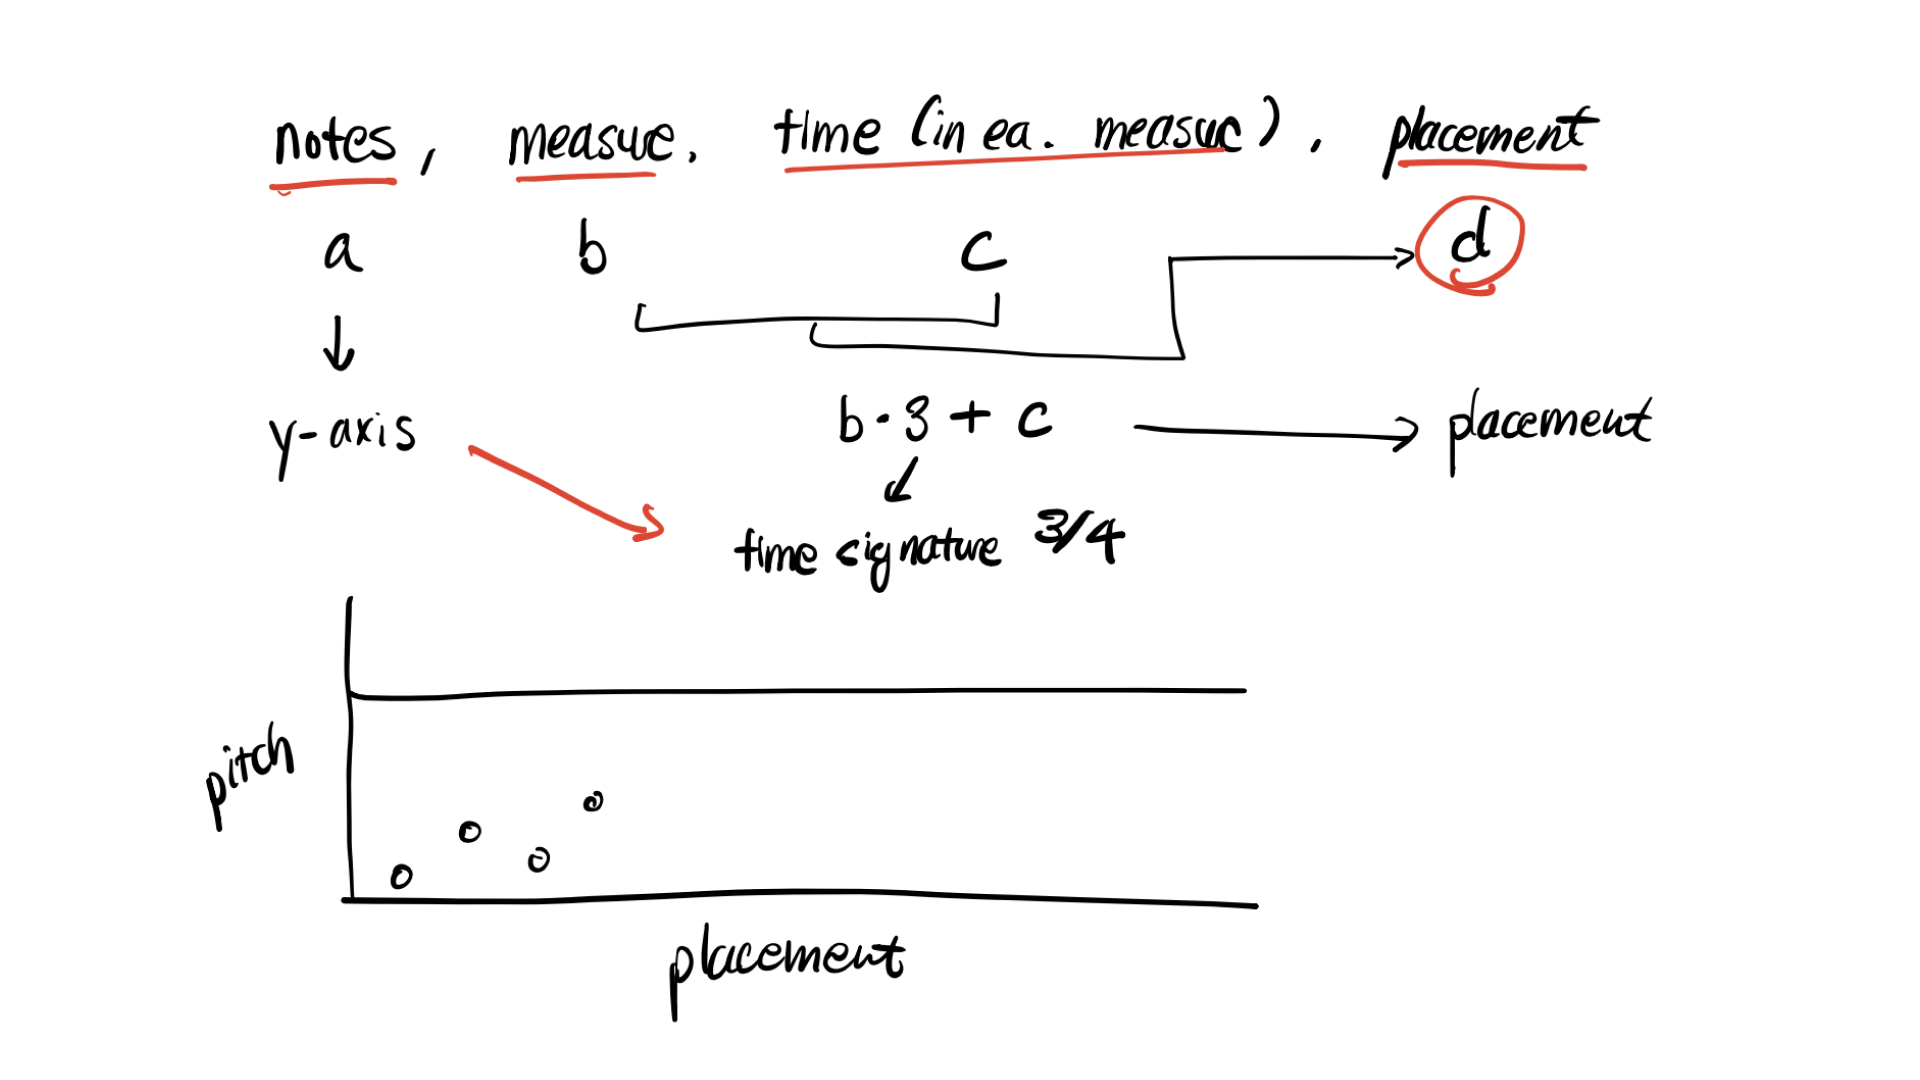 notes, measure, time (in ea. measure), placement
a b c d
y-axis b · 3 + c placement
time signature 3/4
pitch
placement